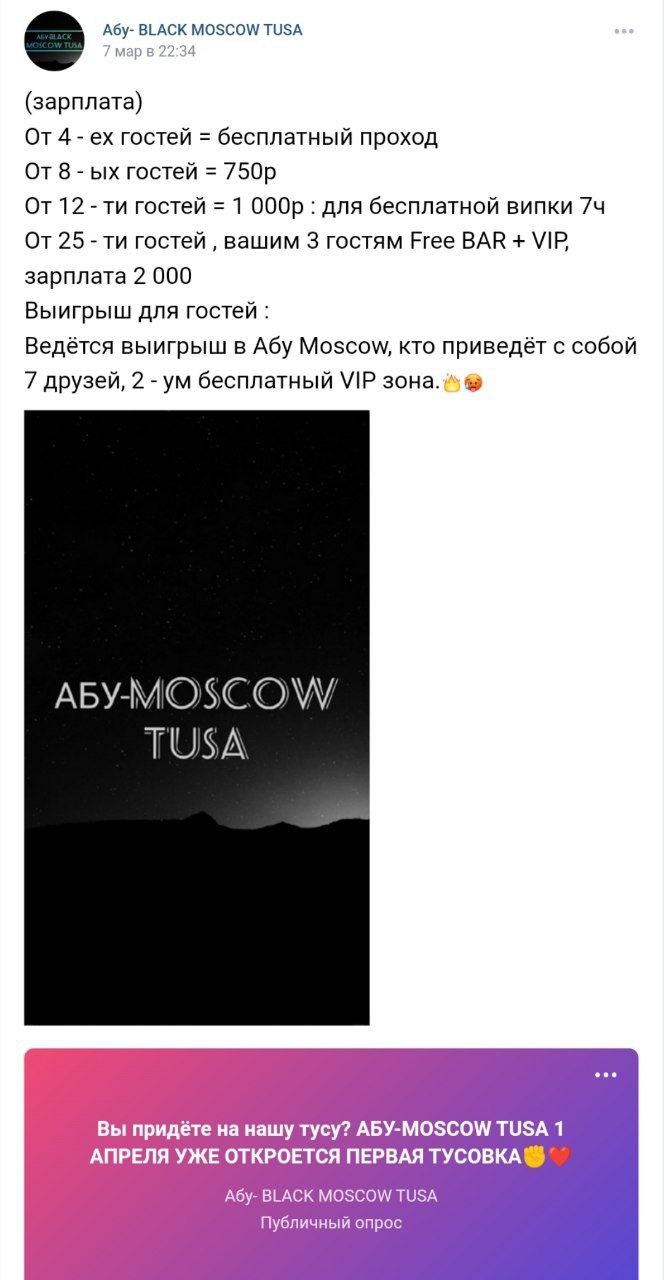 Абу- BLACK MOSCOW TUSA
7 мар в 22:34
АБУ-BLACK
MOSCOW TUSA
(зарплата)
От 4 - ех гостей = бесплатный проход
От 8 - ых гостей = 750р
От 12 - ти гостей = 1 000р : для бесплатной випки 7ч
От 25 - ти гостей , вашим 3 гостям Free BAR + VIP,
зарплата 2 000
Выигрыш для гостей :
Ведётся выигрыш в Абу Moscow, кто приведёт с собой
7 друзей, 2 - ум бесплатный VIP зона.🔥🥵
АБУ-MOSCOW
TUSA
Вы придёте на нашу тусу? АБУ-MOSCOW TUSA 1
АПРЕЛЯ УЖЕ ОТКРОЕТСЯ ПЕРВАЯ ТУСОВКА✊❤️
Абу- BLACK MOSCOW TUSA
Публичный опрос